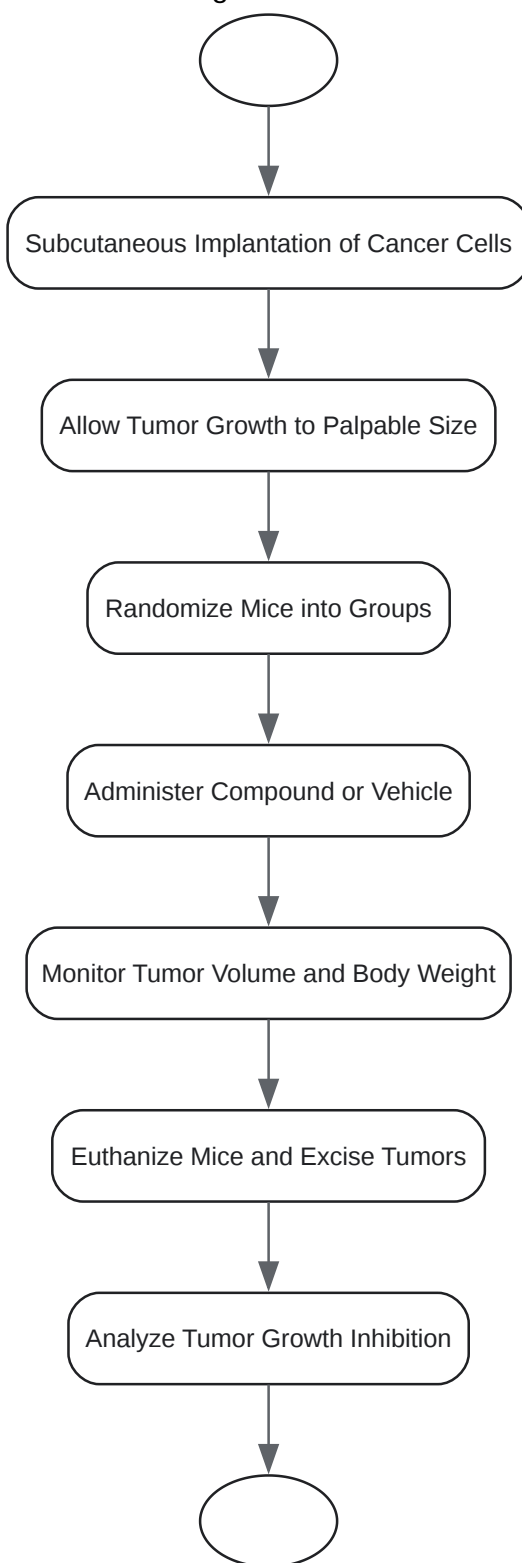 Subcutaneous Implantation of Cancer Cells
Allow Tumor Growth to Palpable Size
Randomize Mice into Groups
Administer Compound or Vehicle
Monitor Tumor Volume and Body Weight
Euthanize Mice and Excise Tumors
Analyze Tumor Growth Inhibition